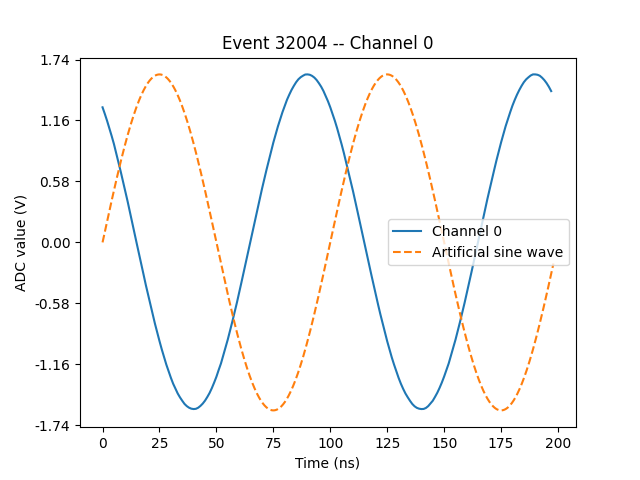 Event 32004 -- Channel 0
1.74
1.16
0.58
0.00
-0.58
-1.16
-1.74
ADC value (V)
Channel 0
Artificial sine wave
0 25 50 75 100 125 150 175 200
Time (ns)